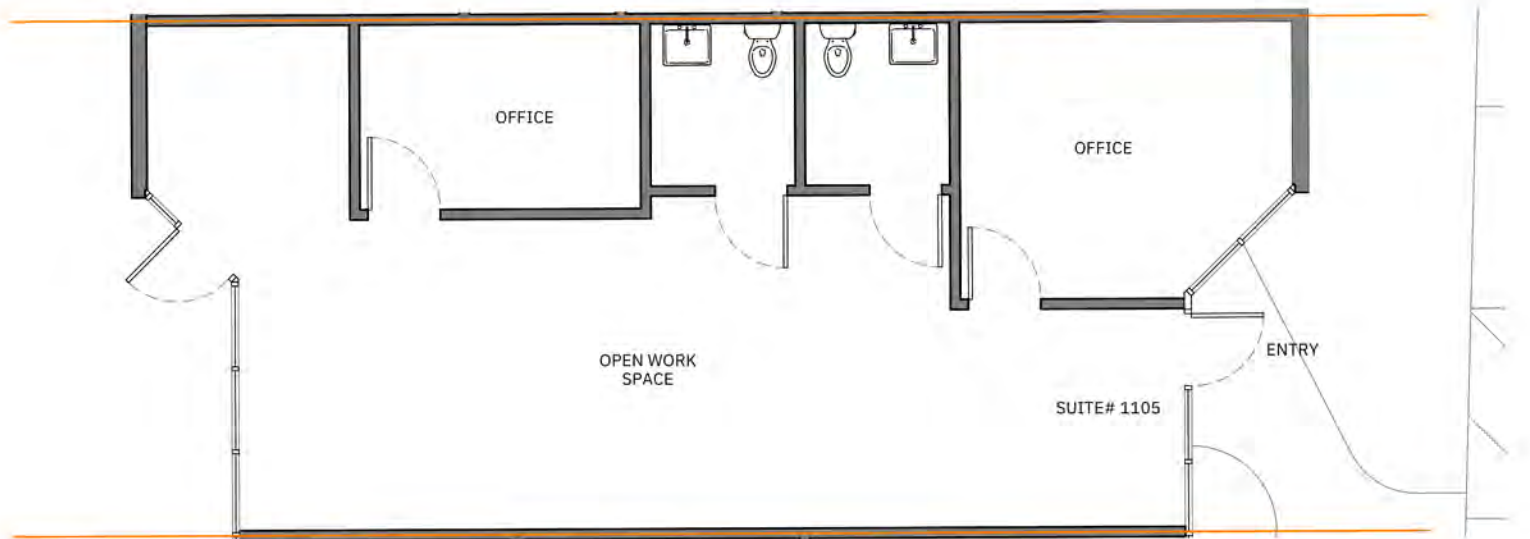 OFFICE
OFFICE
OPEN WORK
SPACE
ENTRY
SUITE# 1105